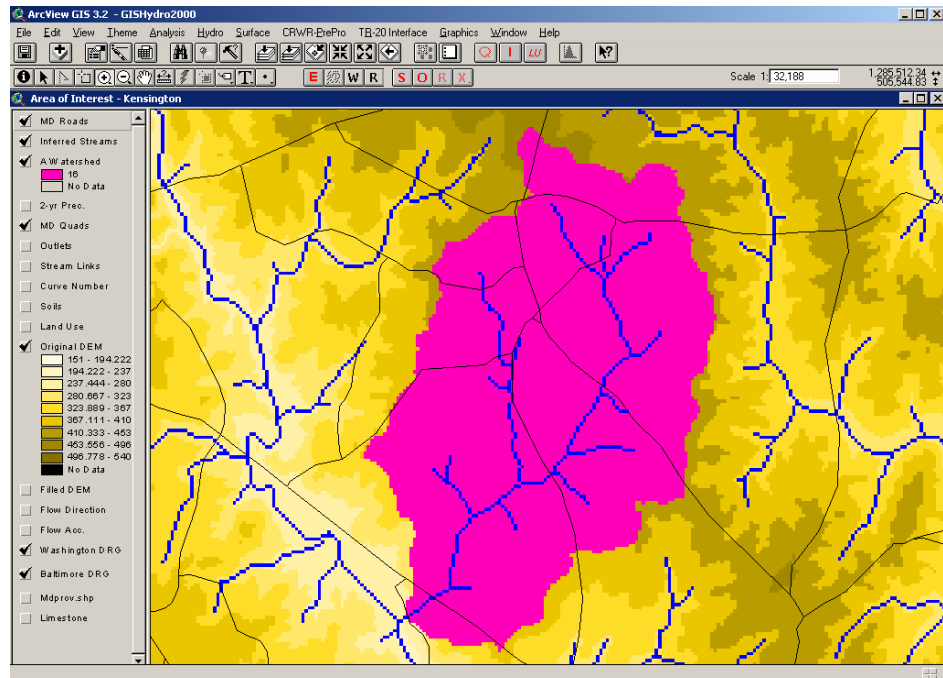 ArcView GIS 3.2 - GISHydro2000
File Edit View Theme Analysis Hydro Surface CRWR-PrePro TR-20 Interface Graphics Window Help
Q I LU
T E W R S O R X Scale 1: 32,188 1,285,512.34
505,544.83
Area of Interest - Kensington
MD Roads
Inferred Streams
A Watershed
16
No Data
2-yr Prec.
MD Quads
Outlets
Stream Links
Curve Number
Soils
Land Use
Original DEM
151 - 194.222
194.222 - 237
237.444 - 280
280.667 - 323
323.889 - 367
367.111 - 410
410.333 - 453
453.556 - 496
496.778 - 540
No Data
Filled DEM
Flow Direction
Flow Acc.
Washington DRG
Baltimore DRG
Mdprov.shp
Limestone